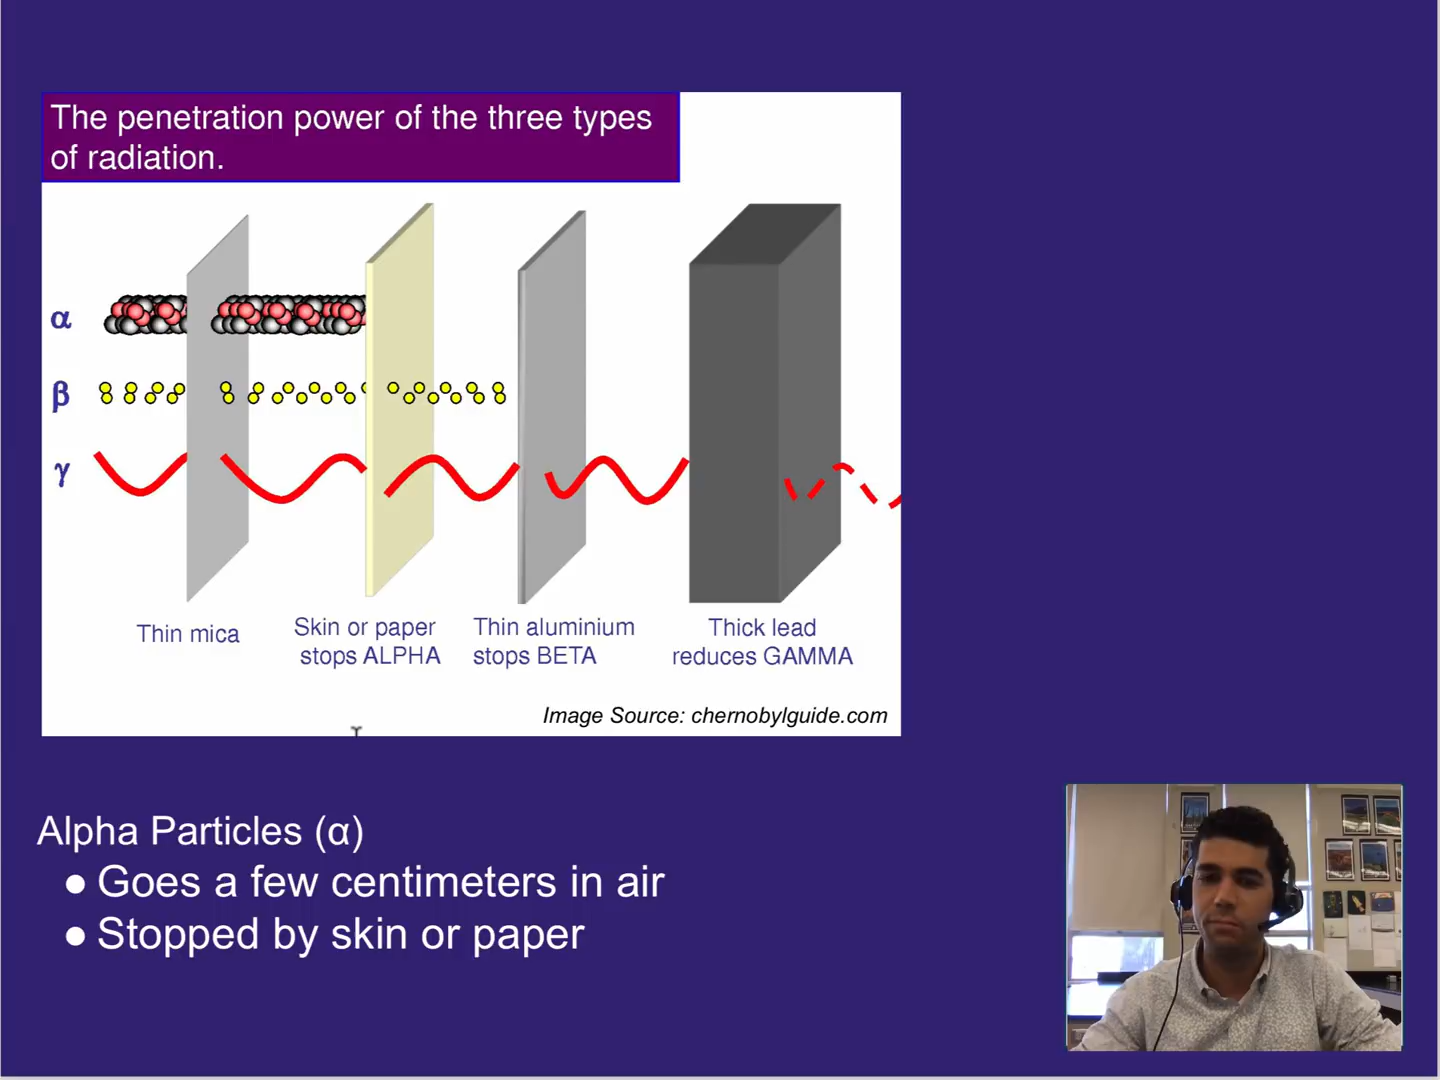 The penetration power of the three types
of radiation.
α
β
γ
Thin mica
Skin or paper
stops ALPHA
Thin aluminium
stops BETA
Thick lead
reduces GAMMA
Image Source: chernobylguide.com
Alpha Particles (α)
● Goes a few centimeters in air
● Stopped by skin or paper